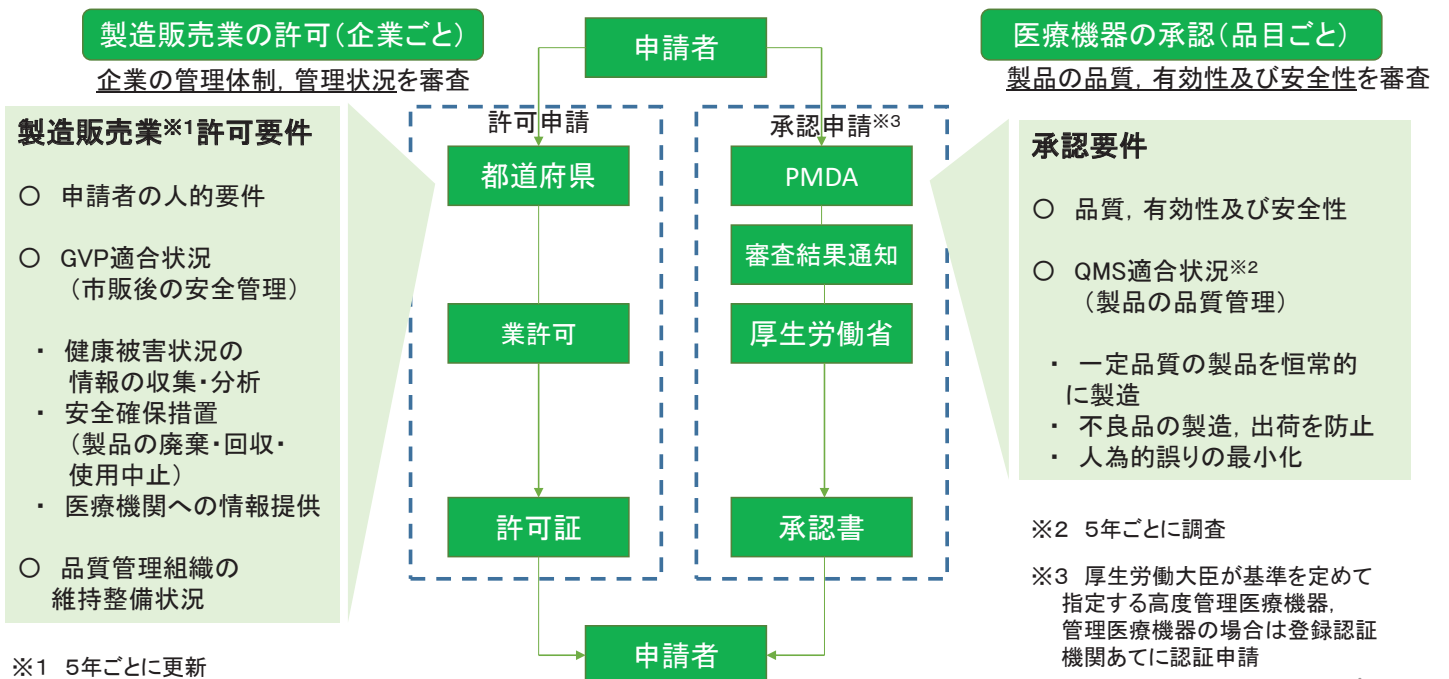 製造販売業の許可(企業ごと)
企業の管理体制, 管理状況を審査
製造販売業※1許可要件
○ 申請者の人的要件
○ GVP適合状況
(市販後の安全管理)
・ 健康被害状況の
情報の収集・分析
・ 安全確保措置
(製品の廃棄・回収・
使用中止)
・ 医療機関への情報提供
○ 品質管理組織の
維持整備状況
※1 5年ごとに更新
申請者
許可申請
都道府県
業許可
許可証
承認申請※3
PMDA
審査結果通知
厚生労働省
承認書
申請者
医療機器の承認(品目ごと)
製品の品質, 有効性及び安全性を審査
承認要件
○ 品質, 有効性及び安全性
○ QMS適合状況※2
(製品の品質管理)
・ 一定品質の製品を恒常的
に製造
・ 不良品の製造, 出荷を防止
・ 人為的誤りの最小化
※2 5年ごとに調査
※3 厚生労働大臣が基準を定めて
指定する高度管理医療機器,
管理医療機器の場合は登録認証
機関あてに認証申請